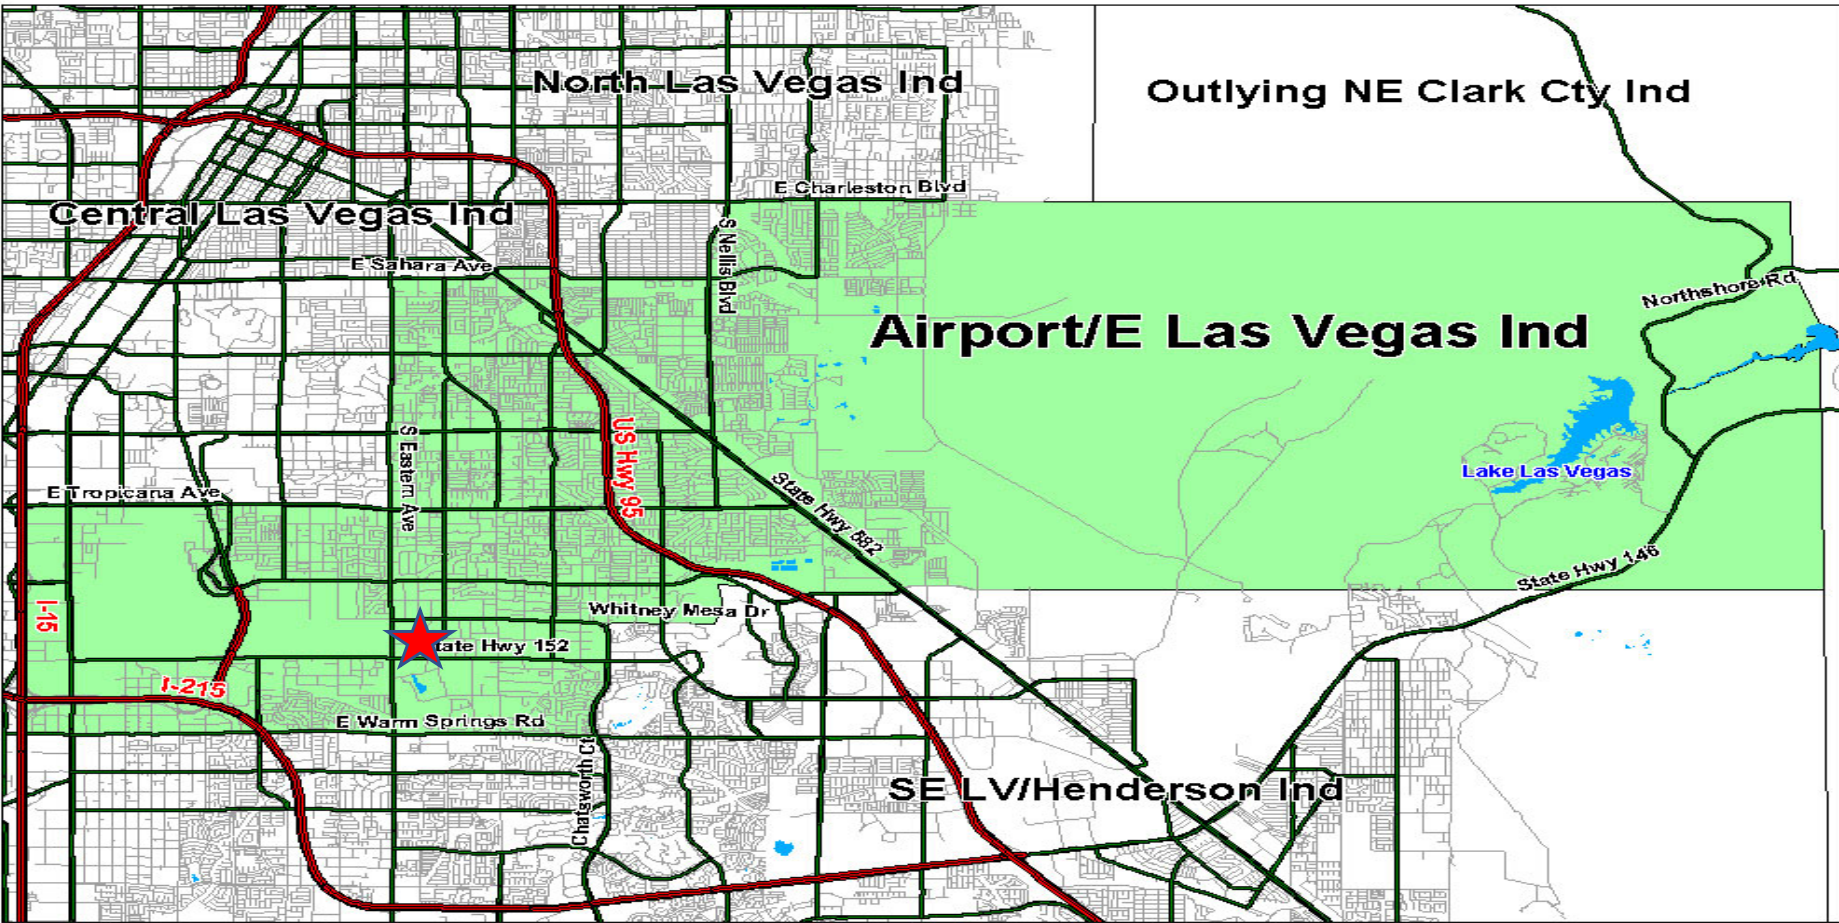 North Las Vegas Ind
Outlying NE Clark Cty Ind
E Charleston Blvd
Central Las Vegas Ind
S Nellis Blvd
E Sahara Ave
Northshore Rd
Airport/E Las Vegas Ind
S Eastern Ave
US Hwy 95
Lake Las Vegas
E Tropicana Ave
State Hwy 582
State Hwy 146
I-15
Whitney Mesa Dr
tate Hwy 152
I-215
E Warm Springs Rd
Chatsworth Ct
SE LV/Henderson Ind